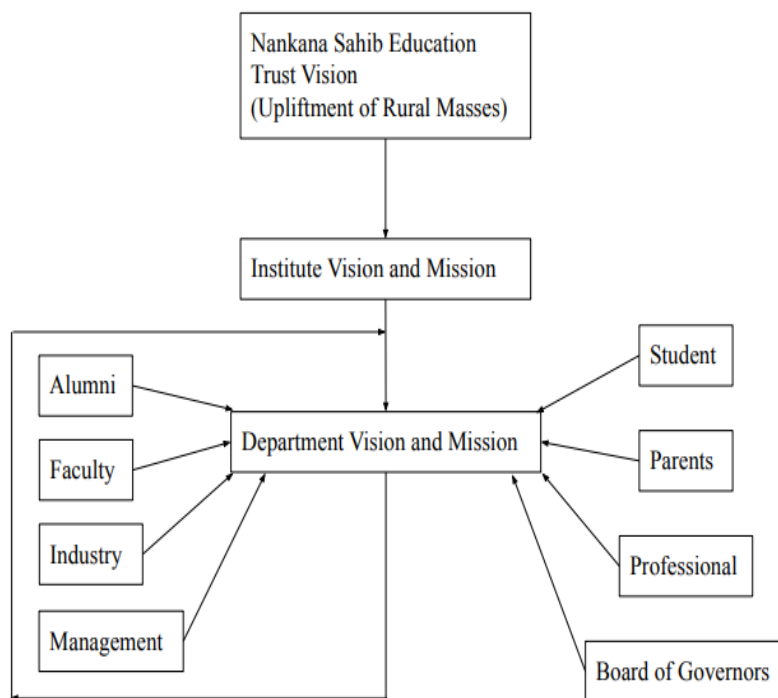 Nankana Sahib Education
Trust Vision
(Upliftment of Rural Masses)
Institute Vision and Mission
Alumni
Student
Department Vision and Mission
Faculty
Parents
Industry
Professional
Management
Board of Governors